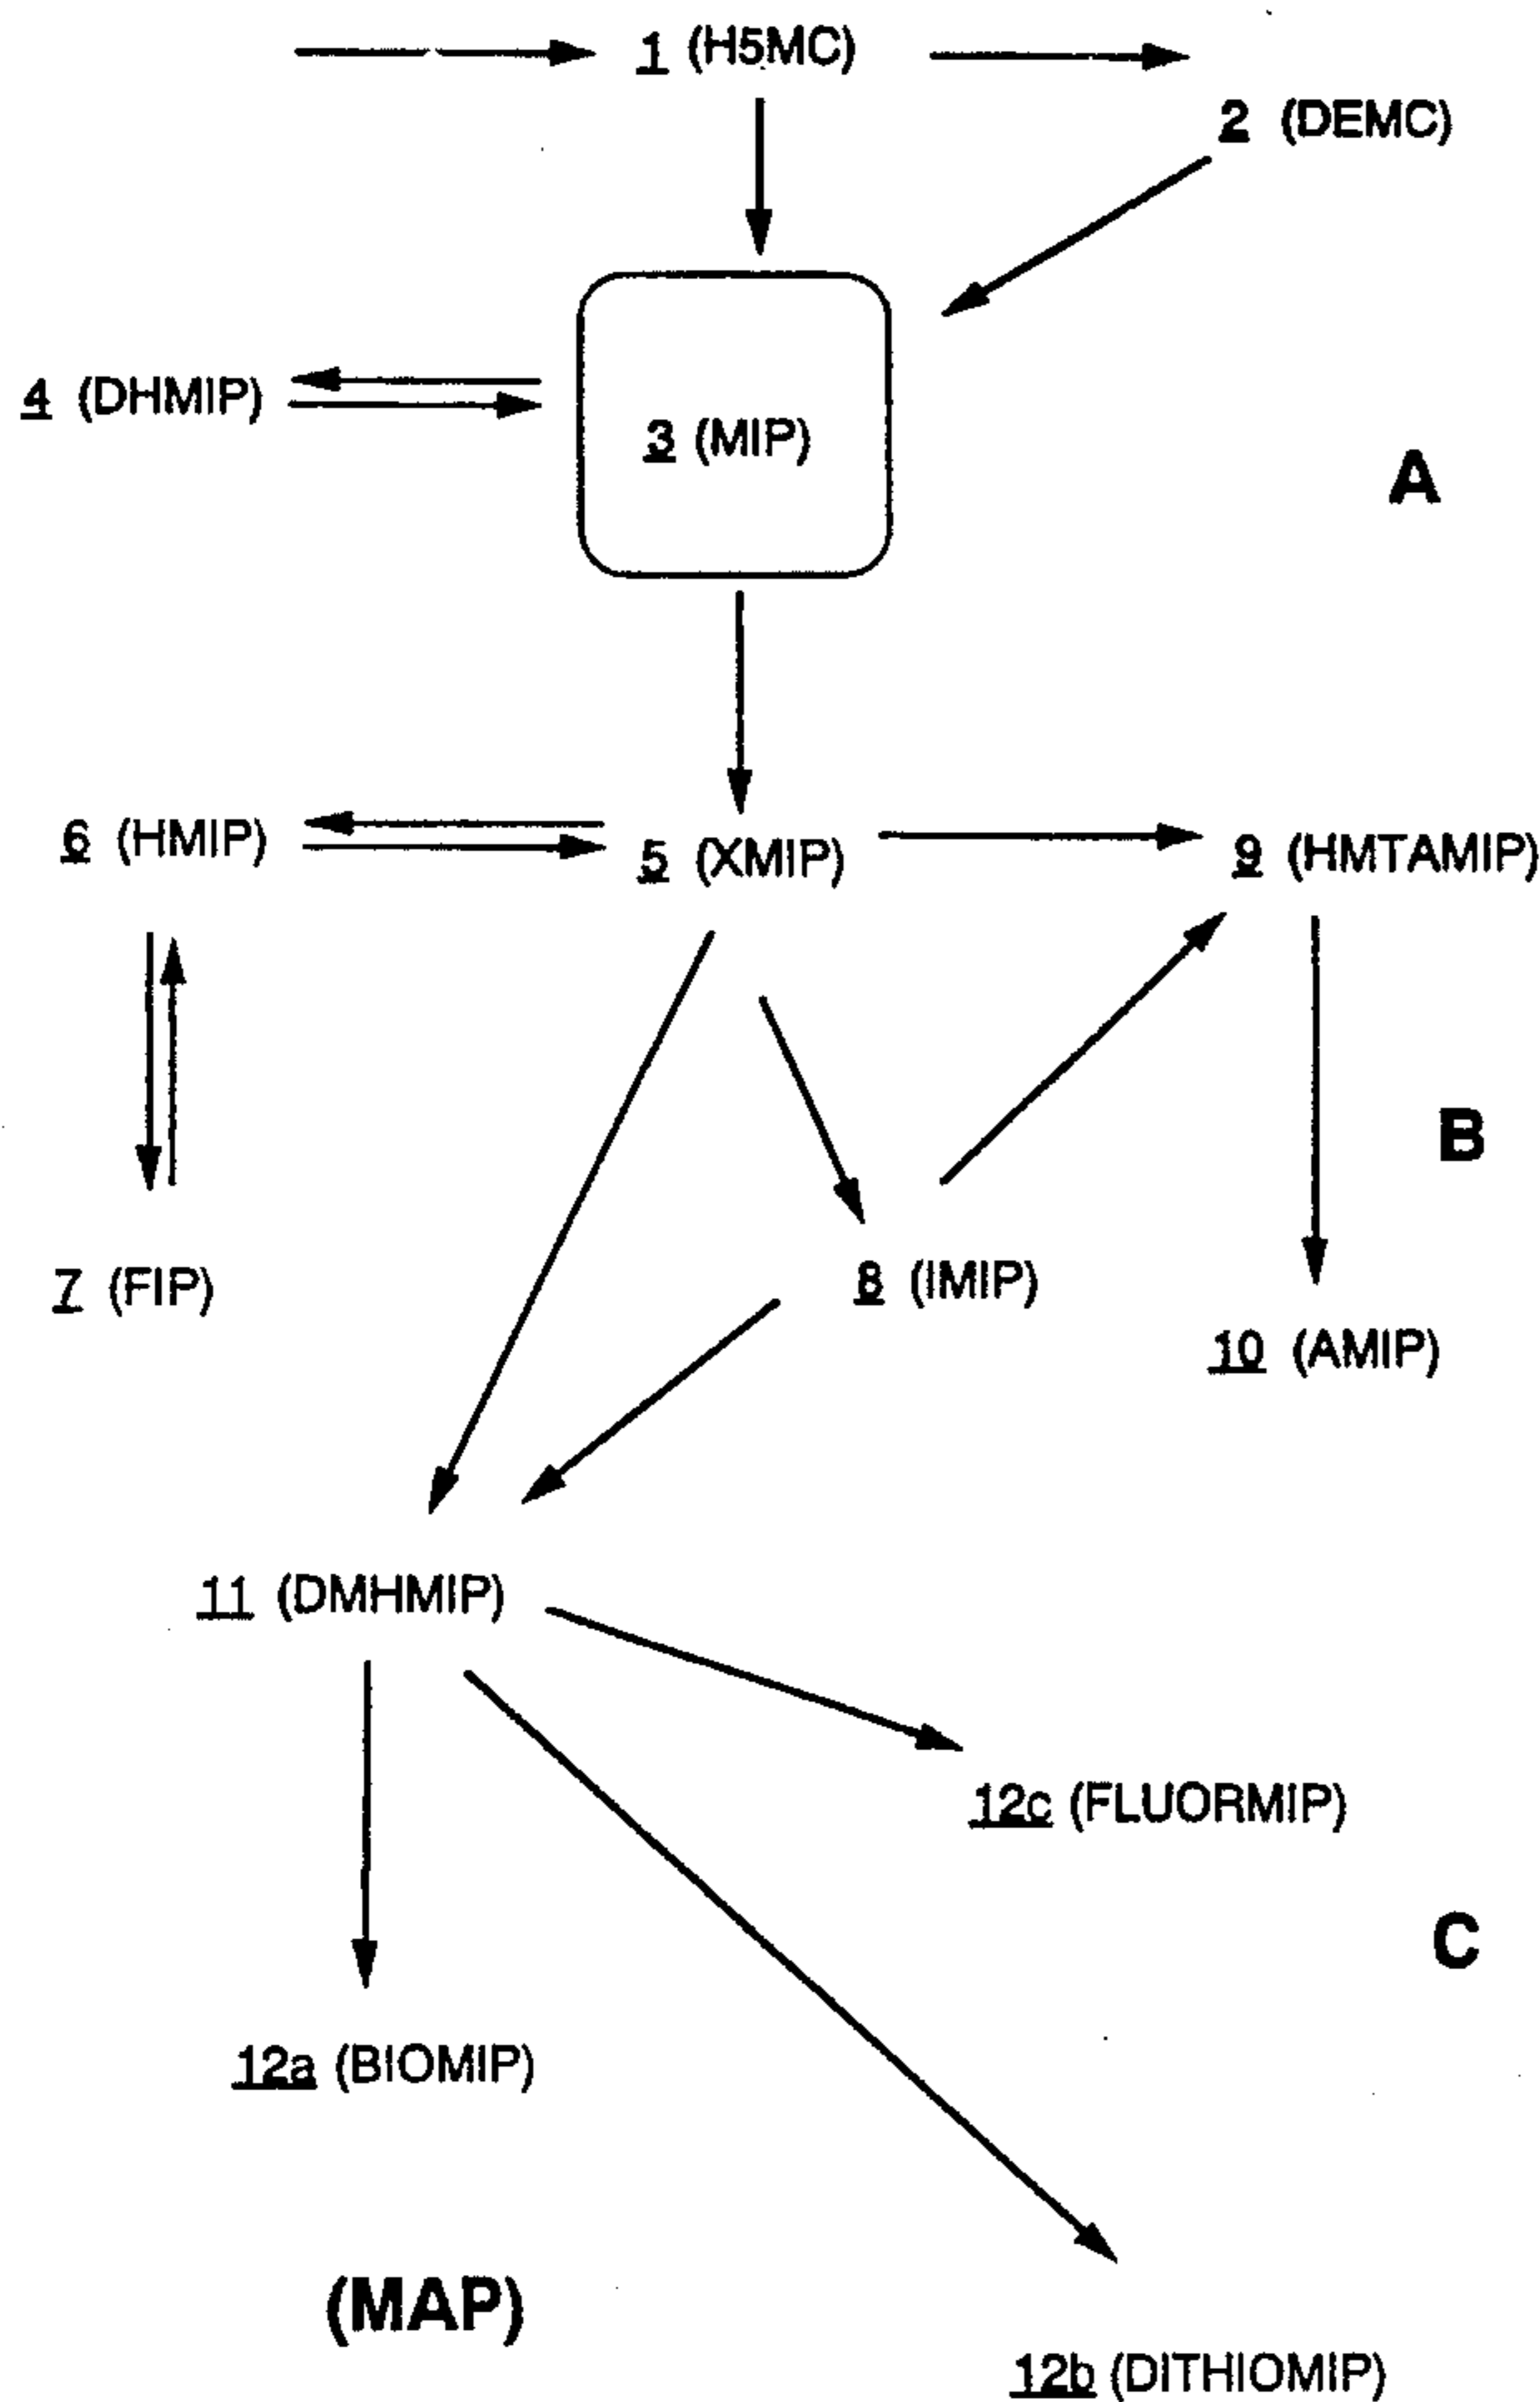 1 (H5MC)
2 (DEMC)
4 (DHMIP)
3 (MIP)
A
6 (HMIP)
5 (XMIP)
9 (HMTAMIP)
B
7 (FIP)
8 (IMIP)
10 (AMIP)
11 (DMHMIP)
12c (FLUORMIP)
C
12a (BIOMIP)
(MAP)
12b (DITHIOMIP)